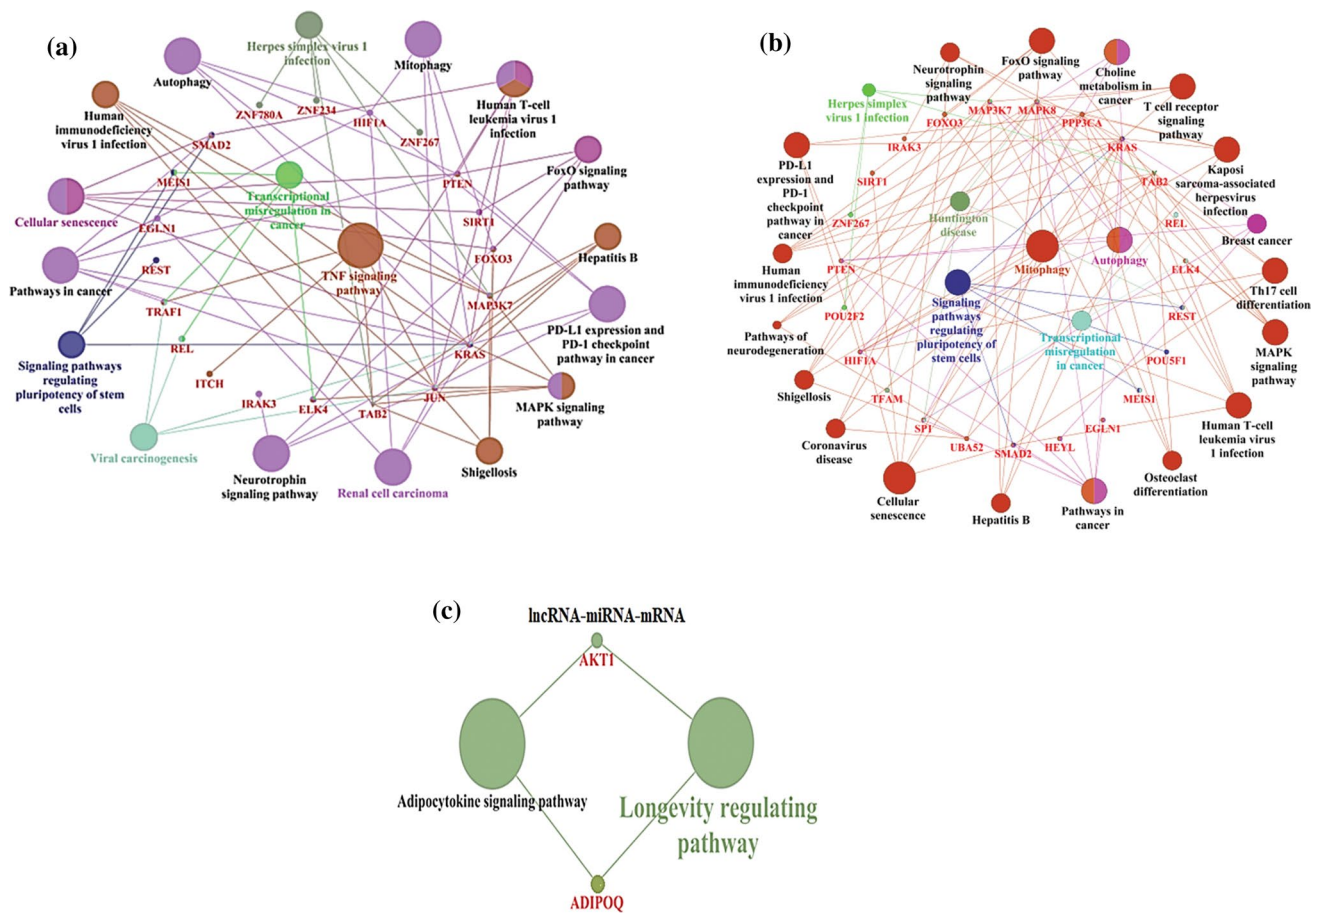 (a)
Herpes simplex virus 1
infection
Autophagy
Mitophagy
Human
immunodeficiency
virus 1 infection
ZNF780A
ZNF234
HIF1A
ZNF267
Human T-cell
leukemia virus 1
infection
SMAD2
MEIS1
PTEN
FoxO signaling
pathway
Transcriptional
misregulation in
cancer
Cellular senescence
EGLN1
SIRT1
FOXO3
Hepatitis B
REST
TNF signaling
pathway
Pathways in cancer
MAP3K7
TRAF1
PD-L1 expression and
PD-1 checkpoint
pathway in cancer
REL
KRAS
Signaling pathways
regulating
pluripotency of stem
cells
ITCH
IRAK3
ELK4
TAB2
JUN
MAPK signaling
pathway
Viral carcinogenesis
Neurotrophin
signaling pathway
Renal cell carcinoma
Shigellosis
(b)
Neurotrophin
signaling
pathway
FoxO signaling
pathway
Choline
metabolism in
cancer
T cell receptor
signaling
pathway
Herpes simplex
virus 1 infection
FOXO3
MAP3K7
MAPK8
PPP3CA
IRAK3
KRAS
PD-L1
expression and
PD-1
checkpoint
pathway in
cancer
SIRT1
TAB2
Kaposi
sarcoma-associated
herpesvirus
infection
ZNF267
Huntington
disease
REL
Breast cancer
Human
immunodeficiency
virus 1 infection
PTEN
Mitophagy
Autophagy
ELK4
Th17 cell
differentiation
Signaling
pathways
regulating
pluripotency of
stem cells
POU2F2
REST
Pathways of
neurodegeneration
Transcriptional
misregulation
in cancer
MAPK
signaling
pathway
HIF1A
POU5F1
Shigellosis
TFAM
MEIS1
SP1
EGLN1
Human T-cell
leukemia virus
1 infection
Coronavirus
disease
UBA52
SMAD2
HEYL
Osteoclast
differentiation
Cellular
senescence
Hepatitis B
Pathways in
cancer
(c)
lncRNA-miRNA-mRNA
AKT1
Adipocytokine signaling pathway
Longevity regulating
pathway
ADIPOQ